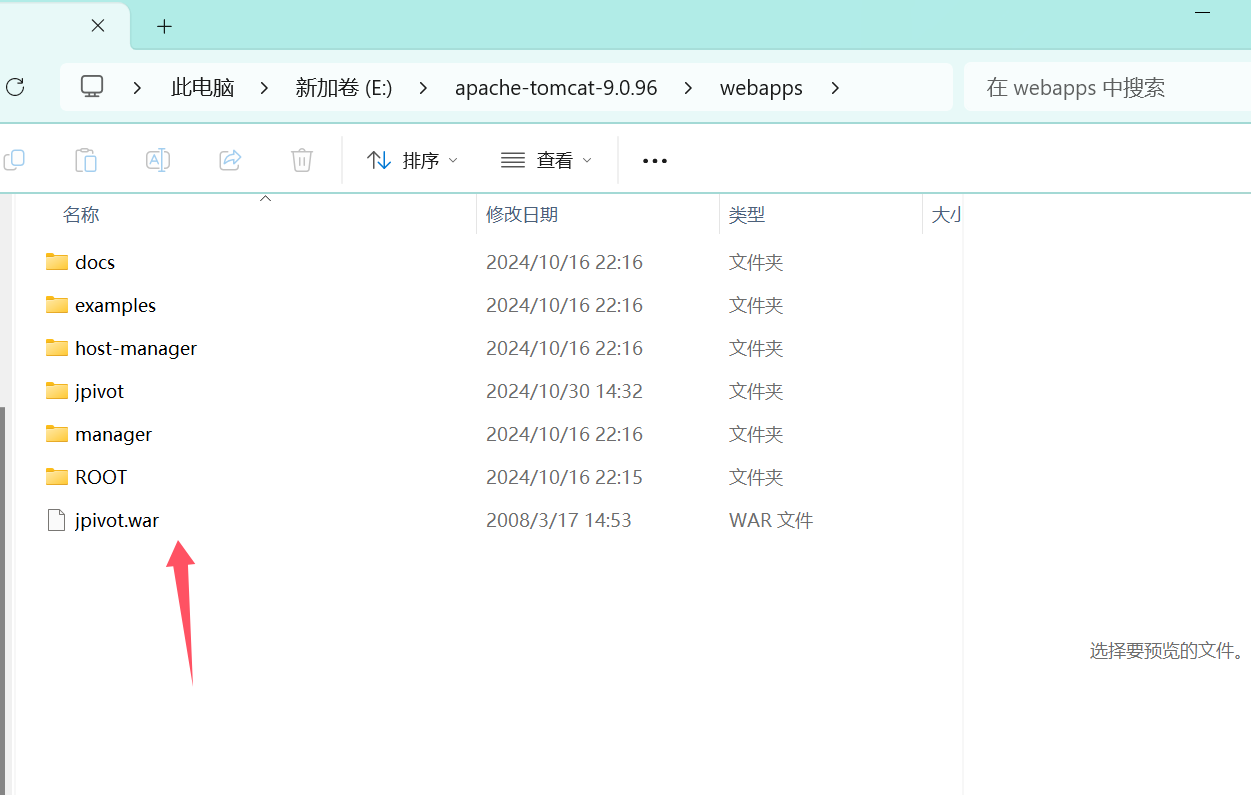 此电脑 新加卷 (E:) apache-tomcat-9.0.96 webapps 在 webapps 中搜索
排序 查看
名称 修改日期 类型 大小
docs 2024/10/16 22:16 文件夹
examples 2024/10/16 22:16 文件夹
host-manager 2024/10/16 22:16 文件夹
jpivot 2024/10/30 14:32 文件夹
manager 2024/10/16 22:16 文件夹
ROOT 2024/10/16 22:15 文件夹
jpivot.war 2008/3/17 14:53 WAR 文件
选择要预览的文件。